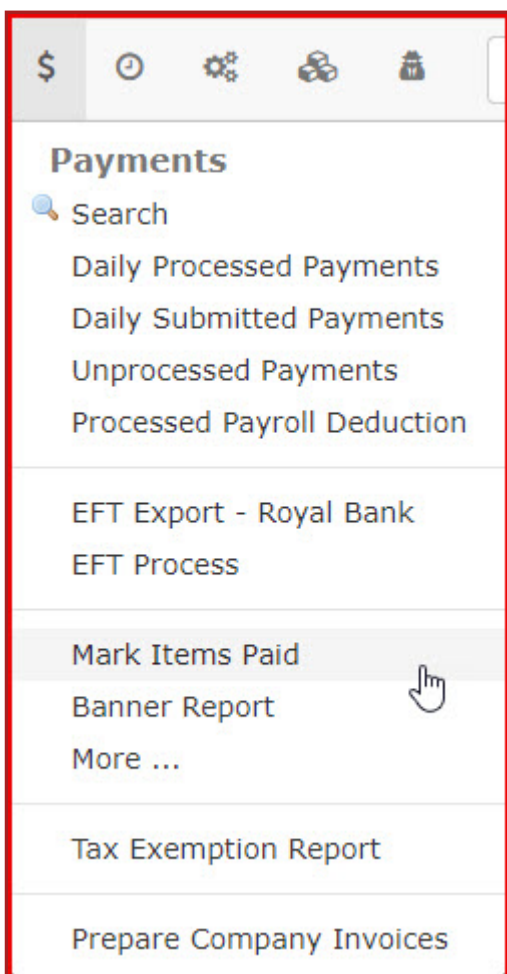 $
Payments
Search
Daily Processed Payments
Daily Submitted Payments
Unprocessed Payments
Processed Payroll Deduction
EFT Export - Royal Bank
EFT Process
Mark Items Paid
Banner Report
More ...
Tax Exemption Report
Prepare Company Invoices